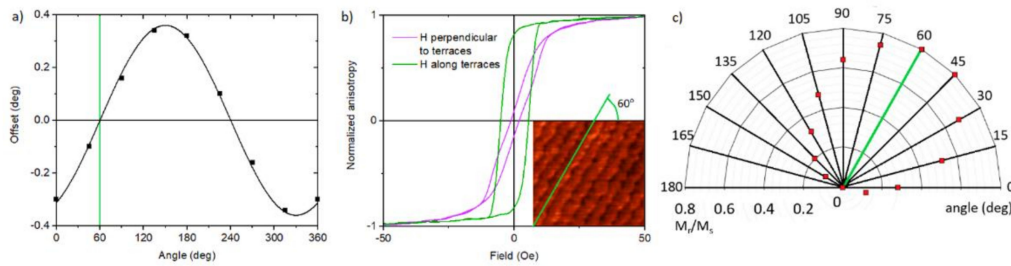 a)
0.4
0.2
0.0
-0.2
-0.4
Offset (deg)
0 60 120 180 240 300 360
Angle (deg)
b)
1
0
-1
Normalized anisotropy
H perpendicular
to terraces
H along terraces
60°
-50 0 50
Field (Oe)
c)
90
105 75
120 60
135 45
150 30
165 15
180 0
0.8 0.6 0.4 0.2 0
angle (deg)
Mr/Ms